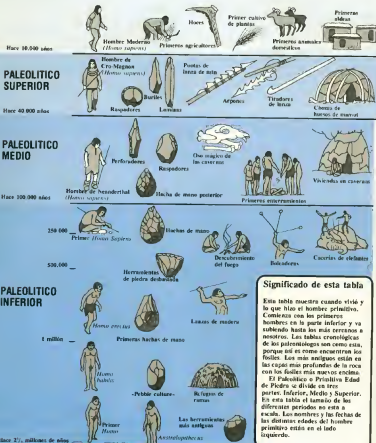 Hoces
Primer cultivo
de plantas
Primeras
aldeas
Hombre Moderno
(Homo sapiens)
Primeros agricultores
Primeros animales
domésticos
Hace 10.000 años
PALEOLITICO
SUPERIOR
Hombre de
Cro-Magnon
(Homo sapiens)
Buriles
Raspadores
Puntas de
Arpones
Tiradores
de lanza
Chozas de
Hace 40.000 años
PALEOLITICO
MEDIO
Perforadores
Raspadores
Oso mágico de
las cavernas
Viviendas en cavernas
Hombre de Neanderthal
(Homo sapiens)
Hacha de mano posterior
Primeros enterramientos
Hace 100.000 años
250.000
Primer Homo Sapiens
Hachas de mano
Descubrimiento
del fuego
Boleadoras
Cacerías de elefantes
500.000
Herramientas
de piedra desbastada
PALEOLITICO
INFERIOR
Homo erectus
Lanzas de madera
1 millón
Primeras hachas de mano
Homo
habilis
«Pebble culture»
Refugios de
ramas
Primer
Homo
Las herramientas
más antiguas
Australopithecus
Hace 2½ millones de años
Significado de esta tabla
Esta tabla muestra cuándo vivió y
lo que hizo el hombre primitivo.
Comienza con los primeros
hombres en la parte inferior y va
subiendo hasta los más cercanos a
nosotros. Las tablas cronológicas
de los paleontólogos son como esta,
porque así es como encuentran los
fósiles. Los más antiguos están en
las capas más profundas de la roca
con los fósiles más nuevos encima.
El Paleolítico o Primitiva Edad
de Piedra se divide en tres
partes, Inferior, Medio y Superior.
En esta tabla el tamaño de los
diferentes períodos no está a
escala. Los nombres y las fechas de
las distintas edades del hombre
primitivo están en el lado
izquierdo.